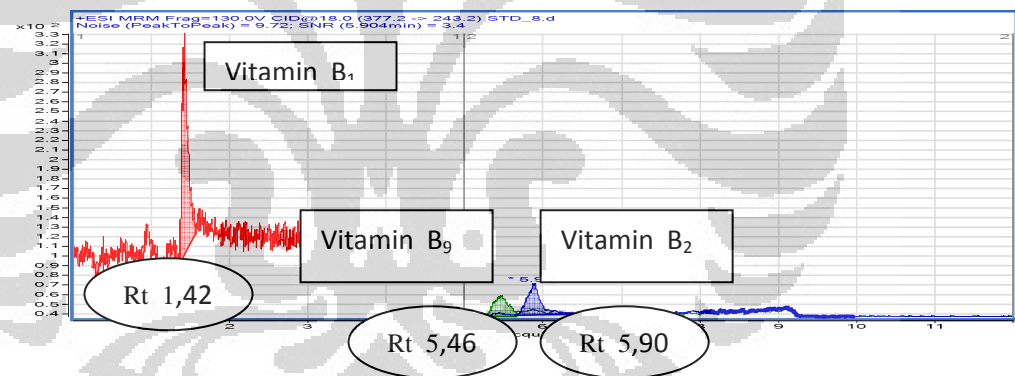 +ESI MRM Frag=130.0V CID@18.0 (377.2 -> 243.2) STD_8.d
Noise (PeakToPeak) = 9.72; SNR (5.904min) = 3.4
x10 2
1 1 2 2
3.3
3.2
3.1
3
2.9
2.8
2.7
2.6
2.5
2.4
2.3
2.2
2.1
2
1.9
1.8
1.7
1.6
1.5
1.4
1.3
1.2
1.1
1
0.9
0.8
0.7
0.6
0.5
0.4
Vitamin B₁
Vitamin B₉
Vitamin B₂
Rt 1,42
Rt 5,46
Rt 5,90
2 3 6 8 9 10 11